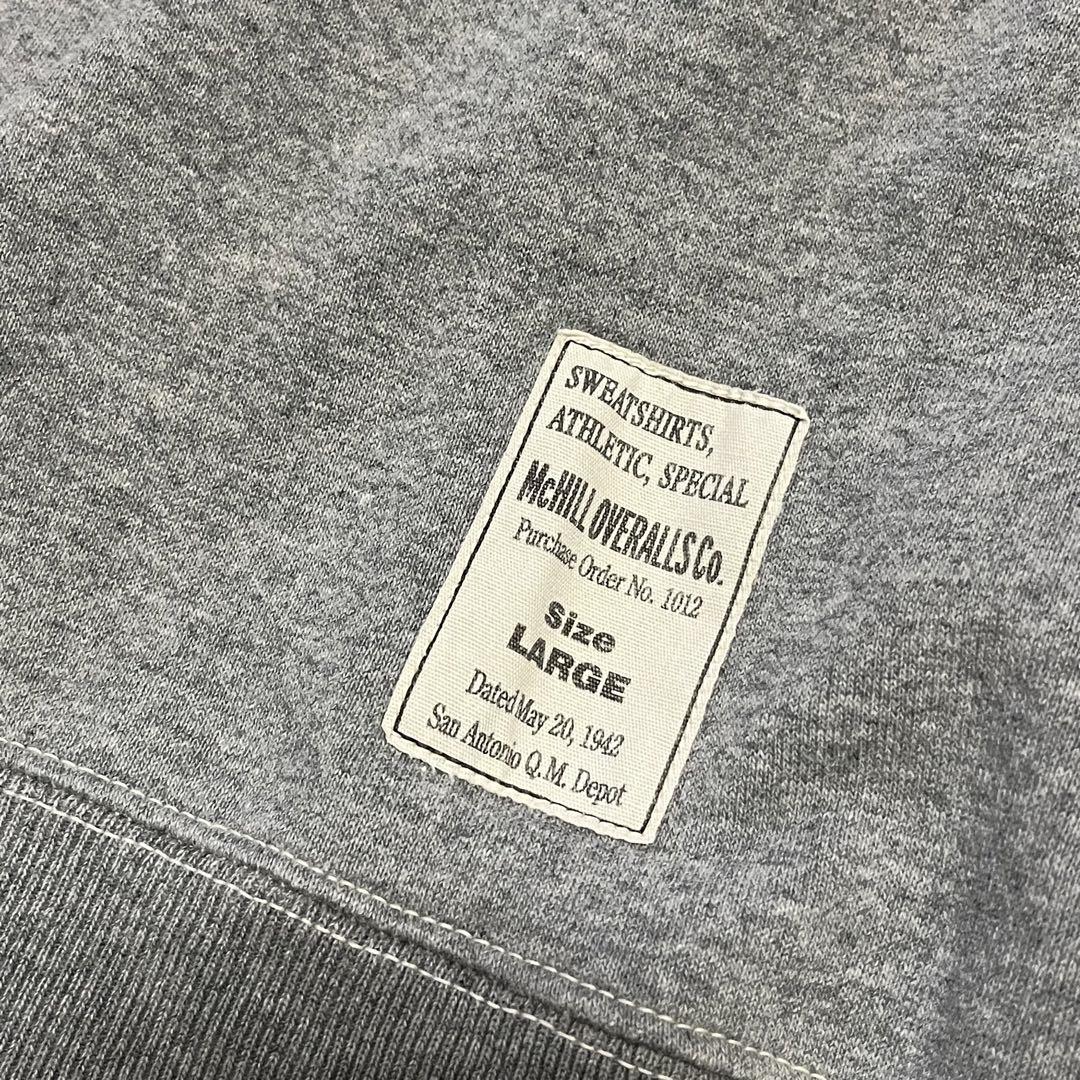 SWEATSHIRTS,
ATHLETIC, SPECIAL
McHILL OVERALLS Co.
Purchase Order No. 1012
Size
LARGE
Dated May 20, 1942
San Antonio Q.M. Depot